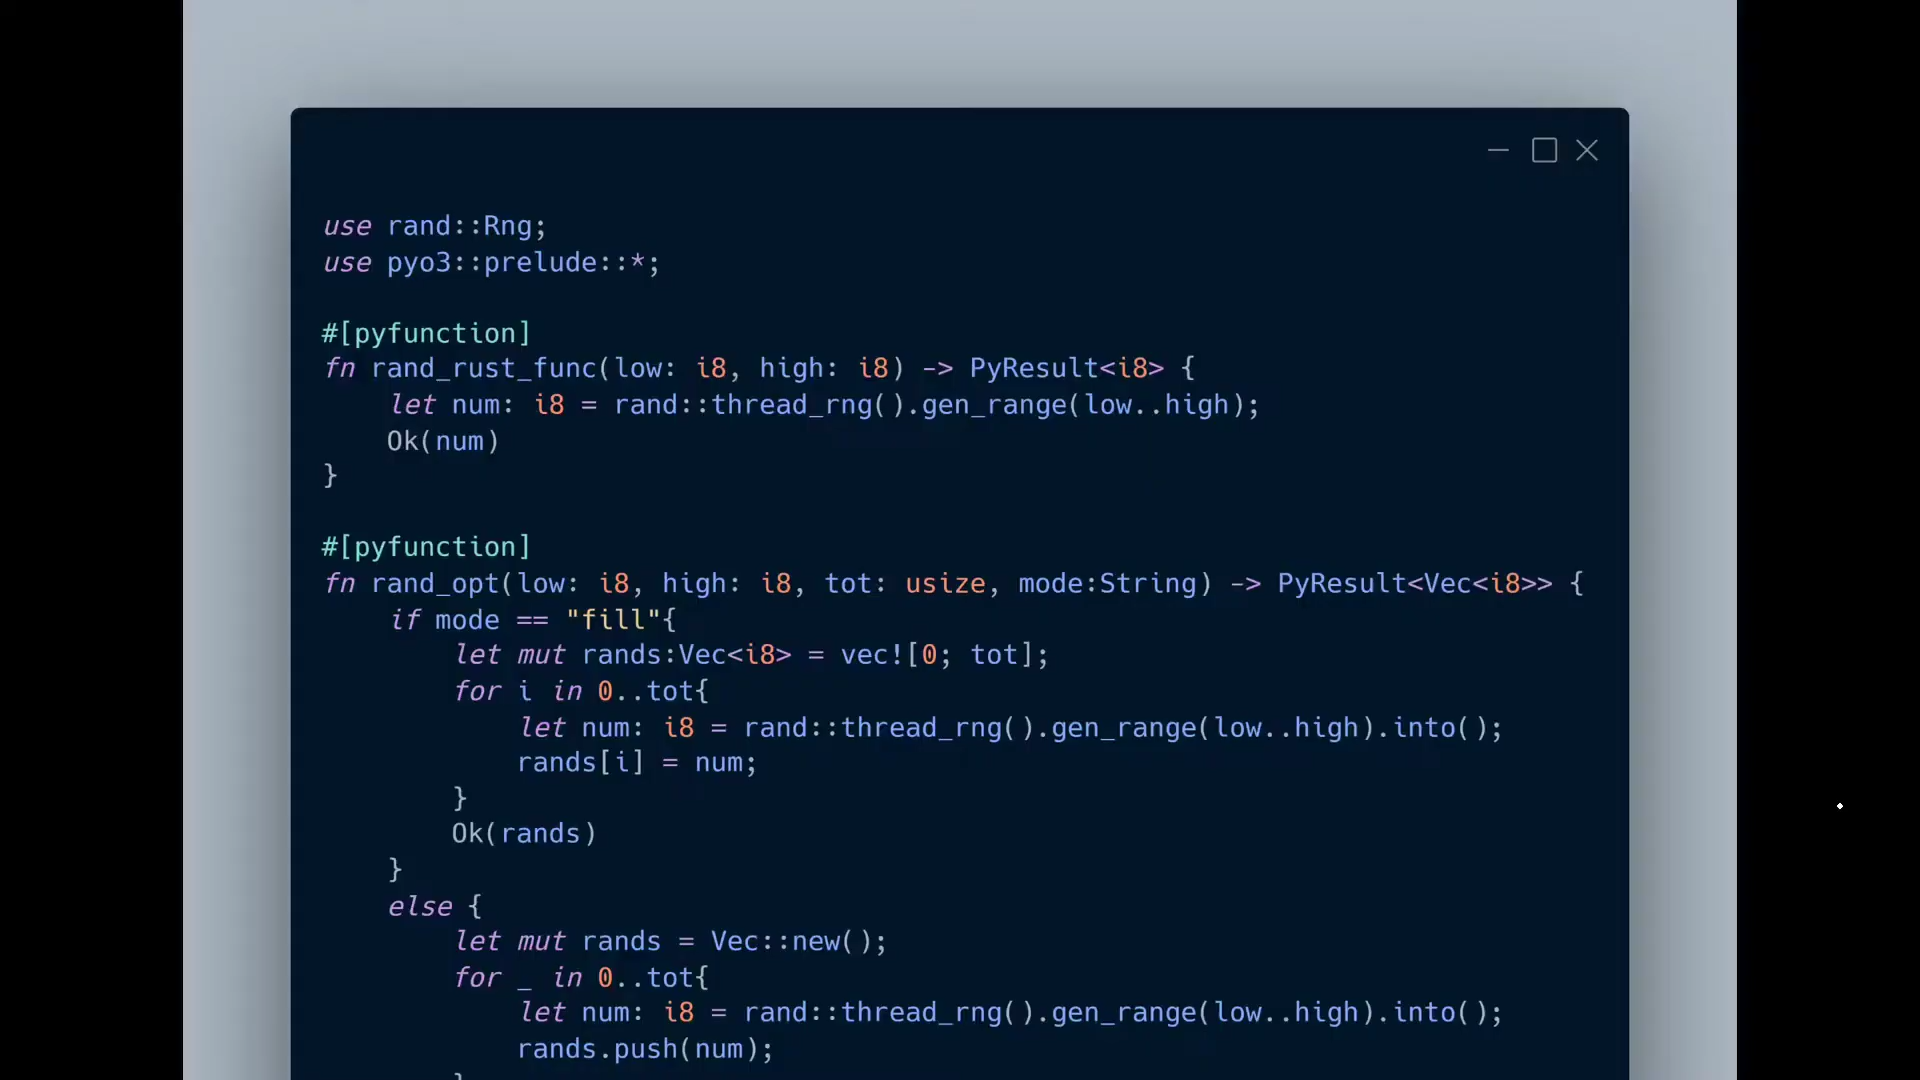 use rand::Rng;
use pyo3::prelude::*;
#[pyfunction]
fn rand_rust_func(low: i8, high: i8) -> PyResult<i8> {
let num: i8 = rand::thread_rng().gen_range(low..high);
Ok(num)
}
#[pyfunction]
fn rand_opt(low: i8, high: i8, tot: usize, mode:String) -> PyResult<Vec<i8>> {
if mode == "fill"{
let mut rands:Vec<i8> = vec![0; tot];
for i in 0..tot{
let num: i8 = rand::thread_rng().gen_range(low..high).into();
rands[i] = num;
}
Ok(rands)
}
else {
let mut rands = Vec::new();
for _ in 0..tot{
let num: i8 = rand::thread_rng().gen_range(low..high).into();
rands.push(num);
}